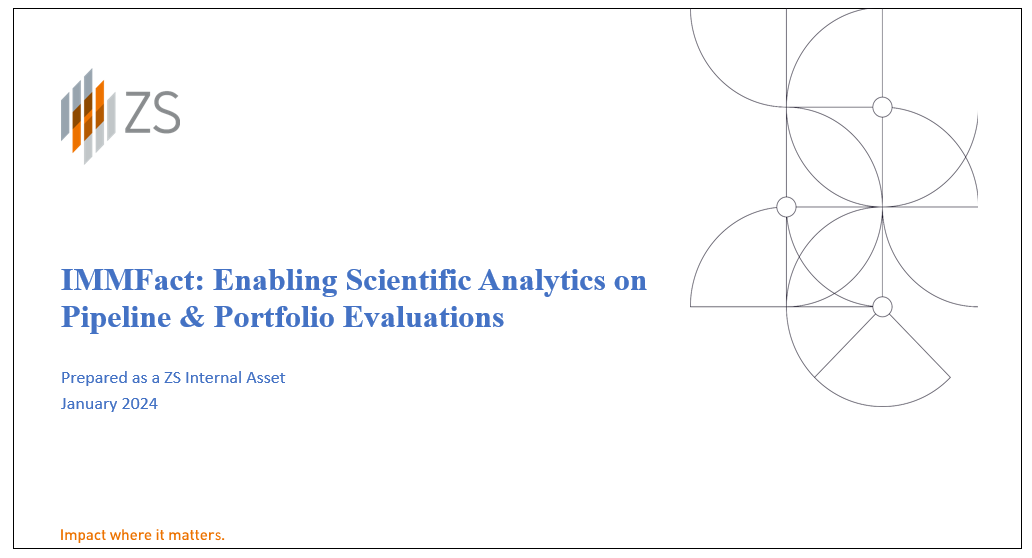 ZS
IMMFact: Enabling Scientific Analytics on
Pipeline & Portfolio Evaluations
Prepared as a ZS Internal Asset
January 2024
Impact where it matters.